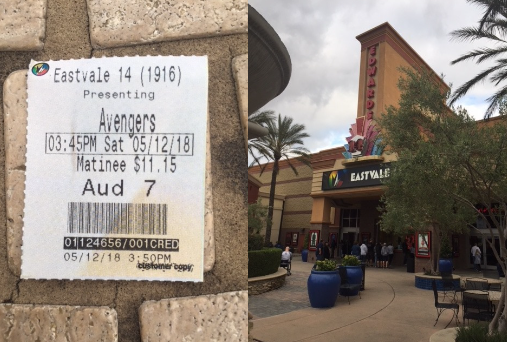 Eastvale 14 (1916)
Presenting
Avengers
03:45PM Sat 05/12/18
Matinee $11.15
Aud 7
01124656/001CRED
05/12/18 3:50PM
customer copy
EDWARDS
EASTVALE